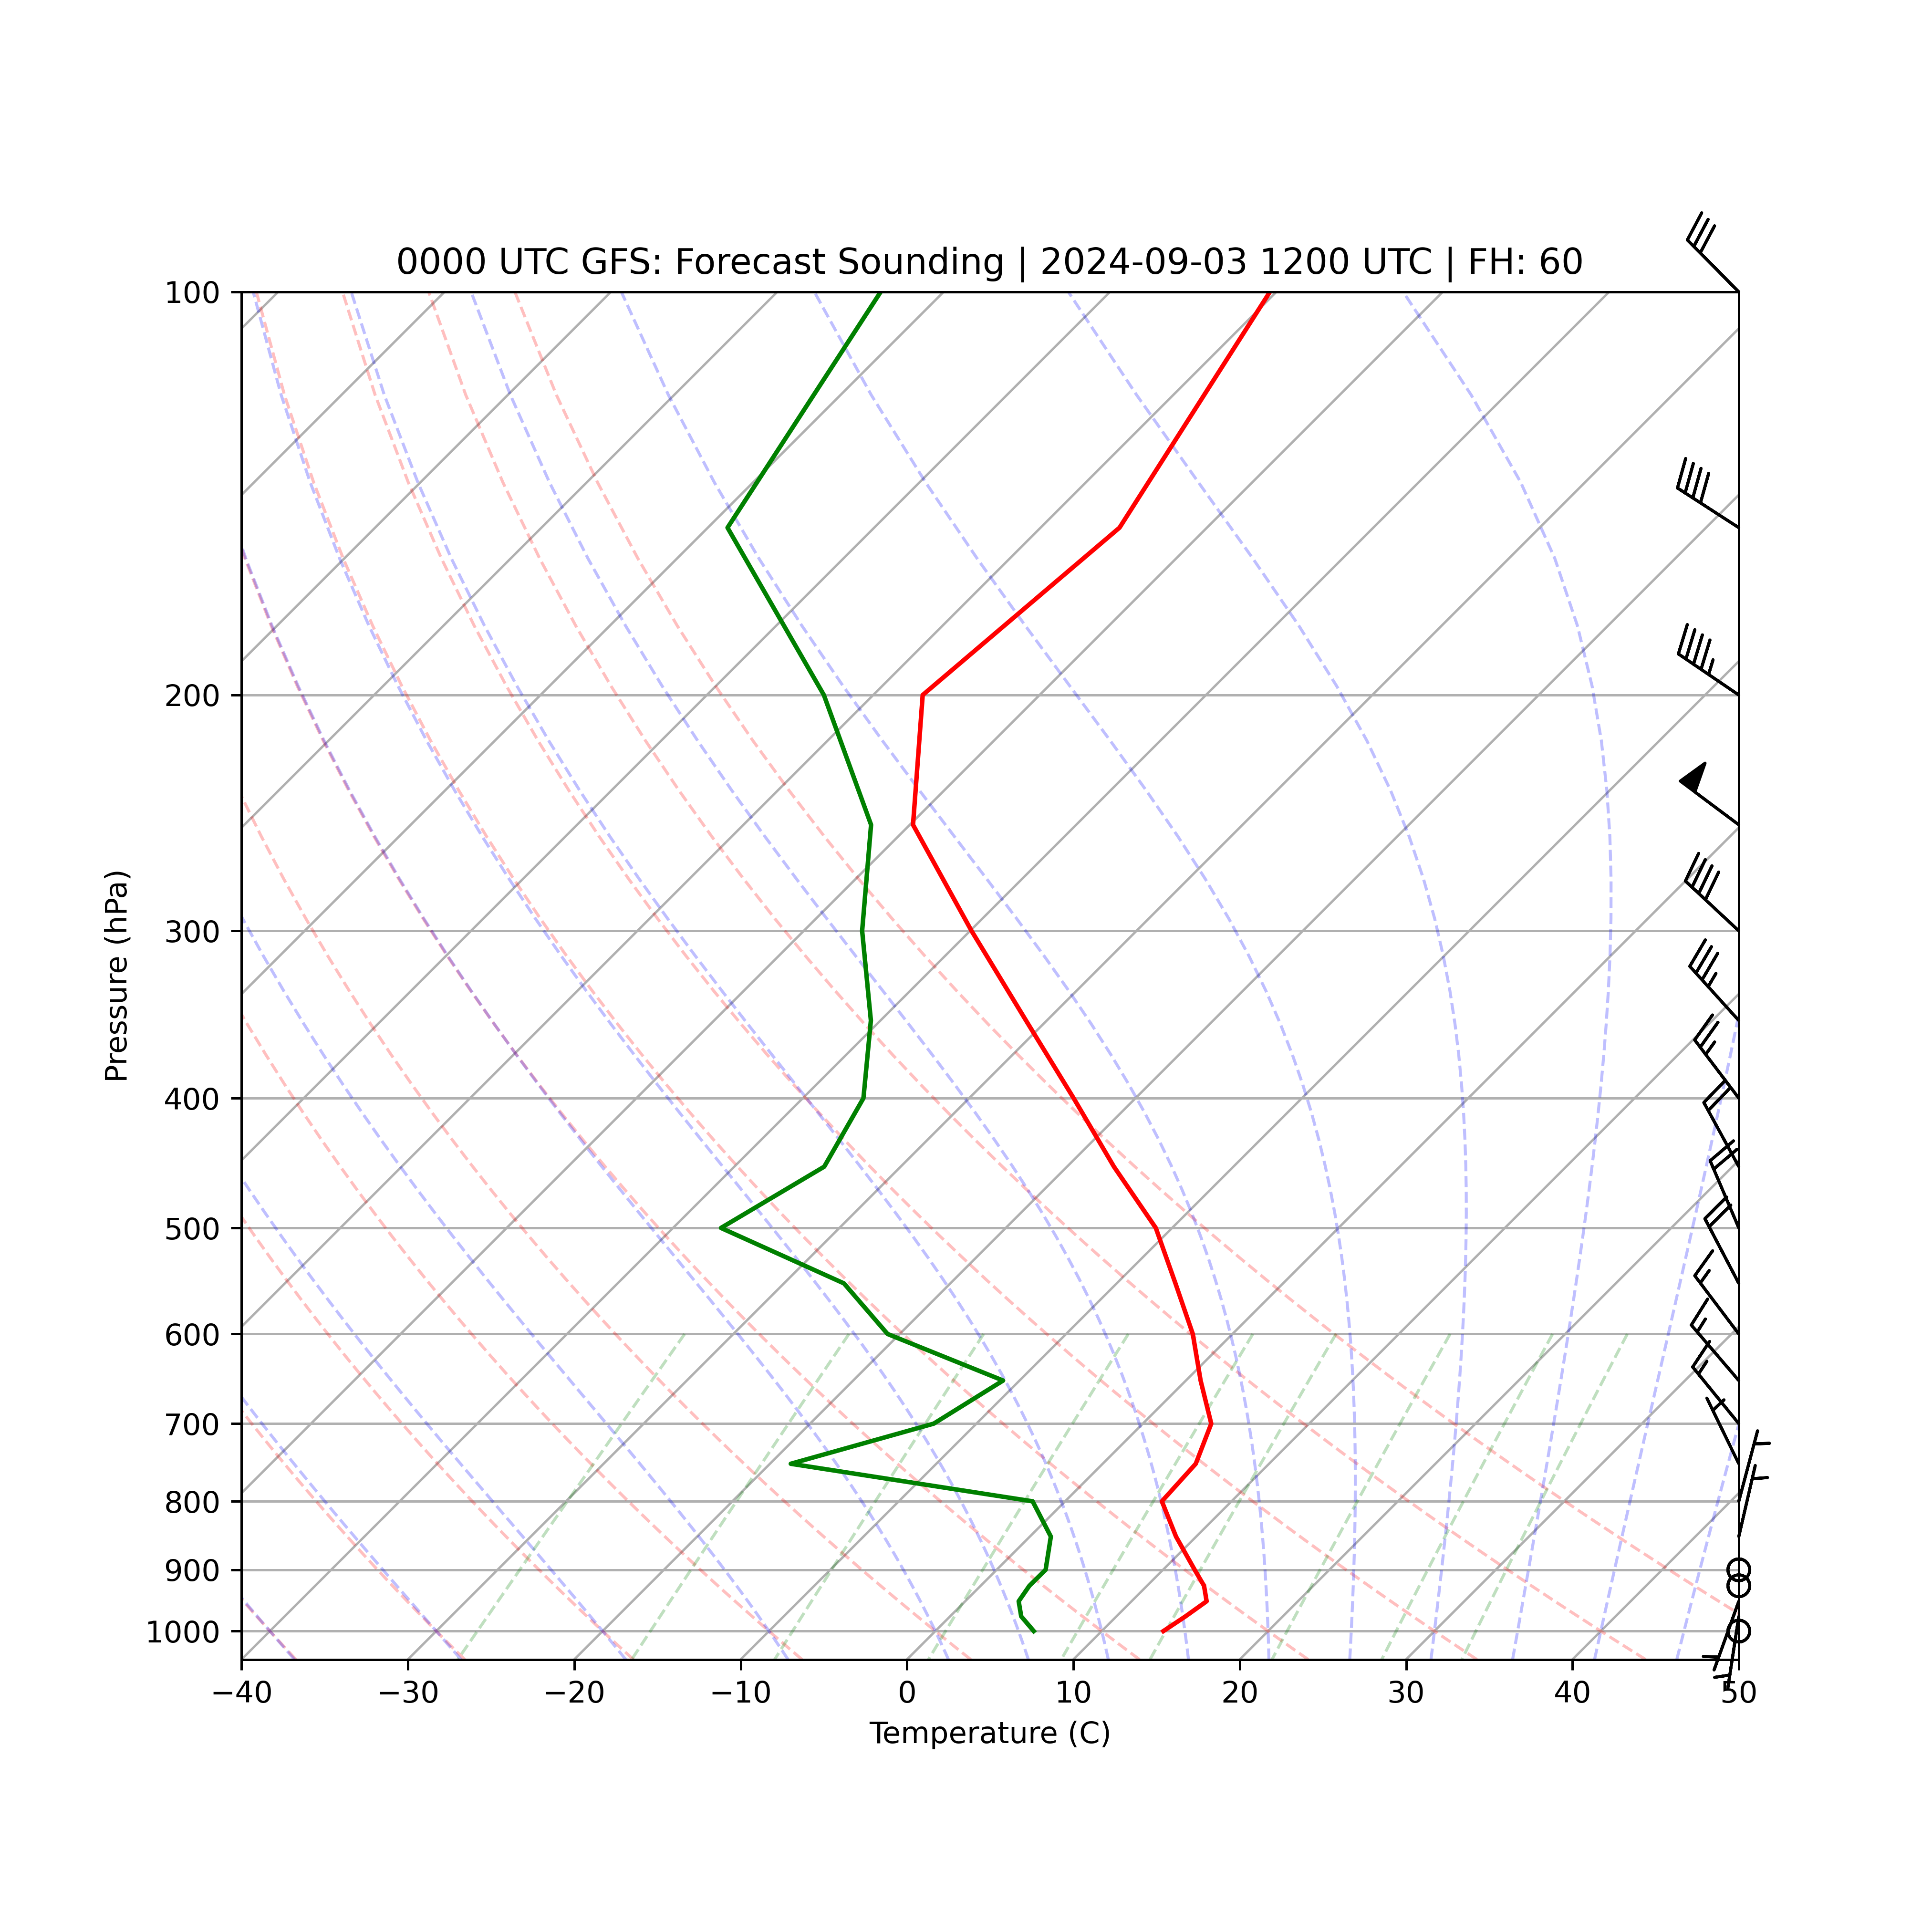 0000 UTC GFS: Forecast Sounding | 2024-09-03 1200 UTC | FH: 60
100
200
300
400
500
600
700
800
900
1000
Pressure (hPa)
−40 −30 −20 −10 0 10 20 30 40 50
Temperature (C)